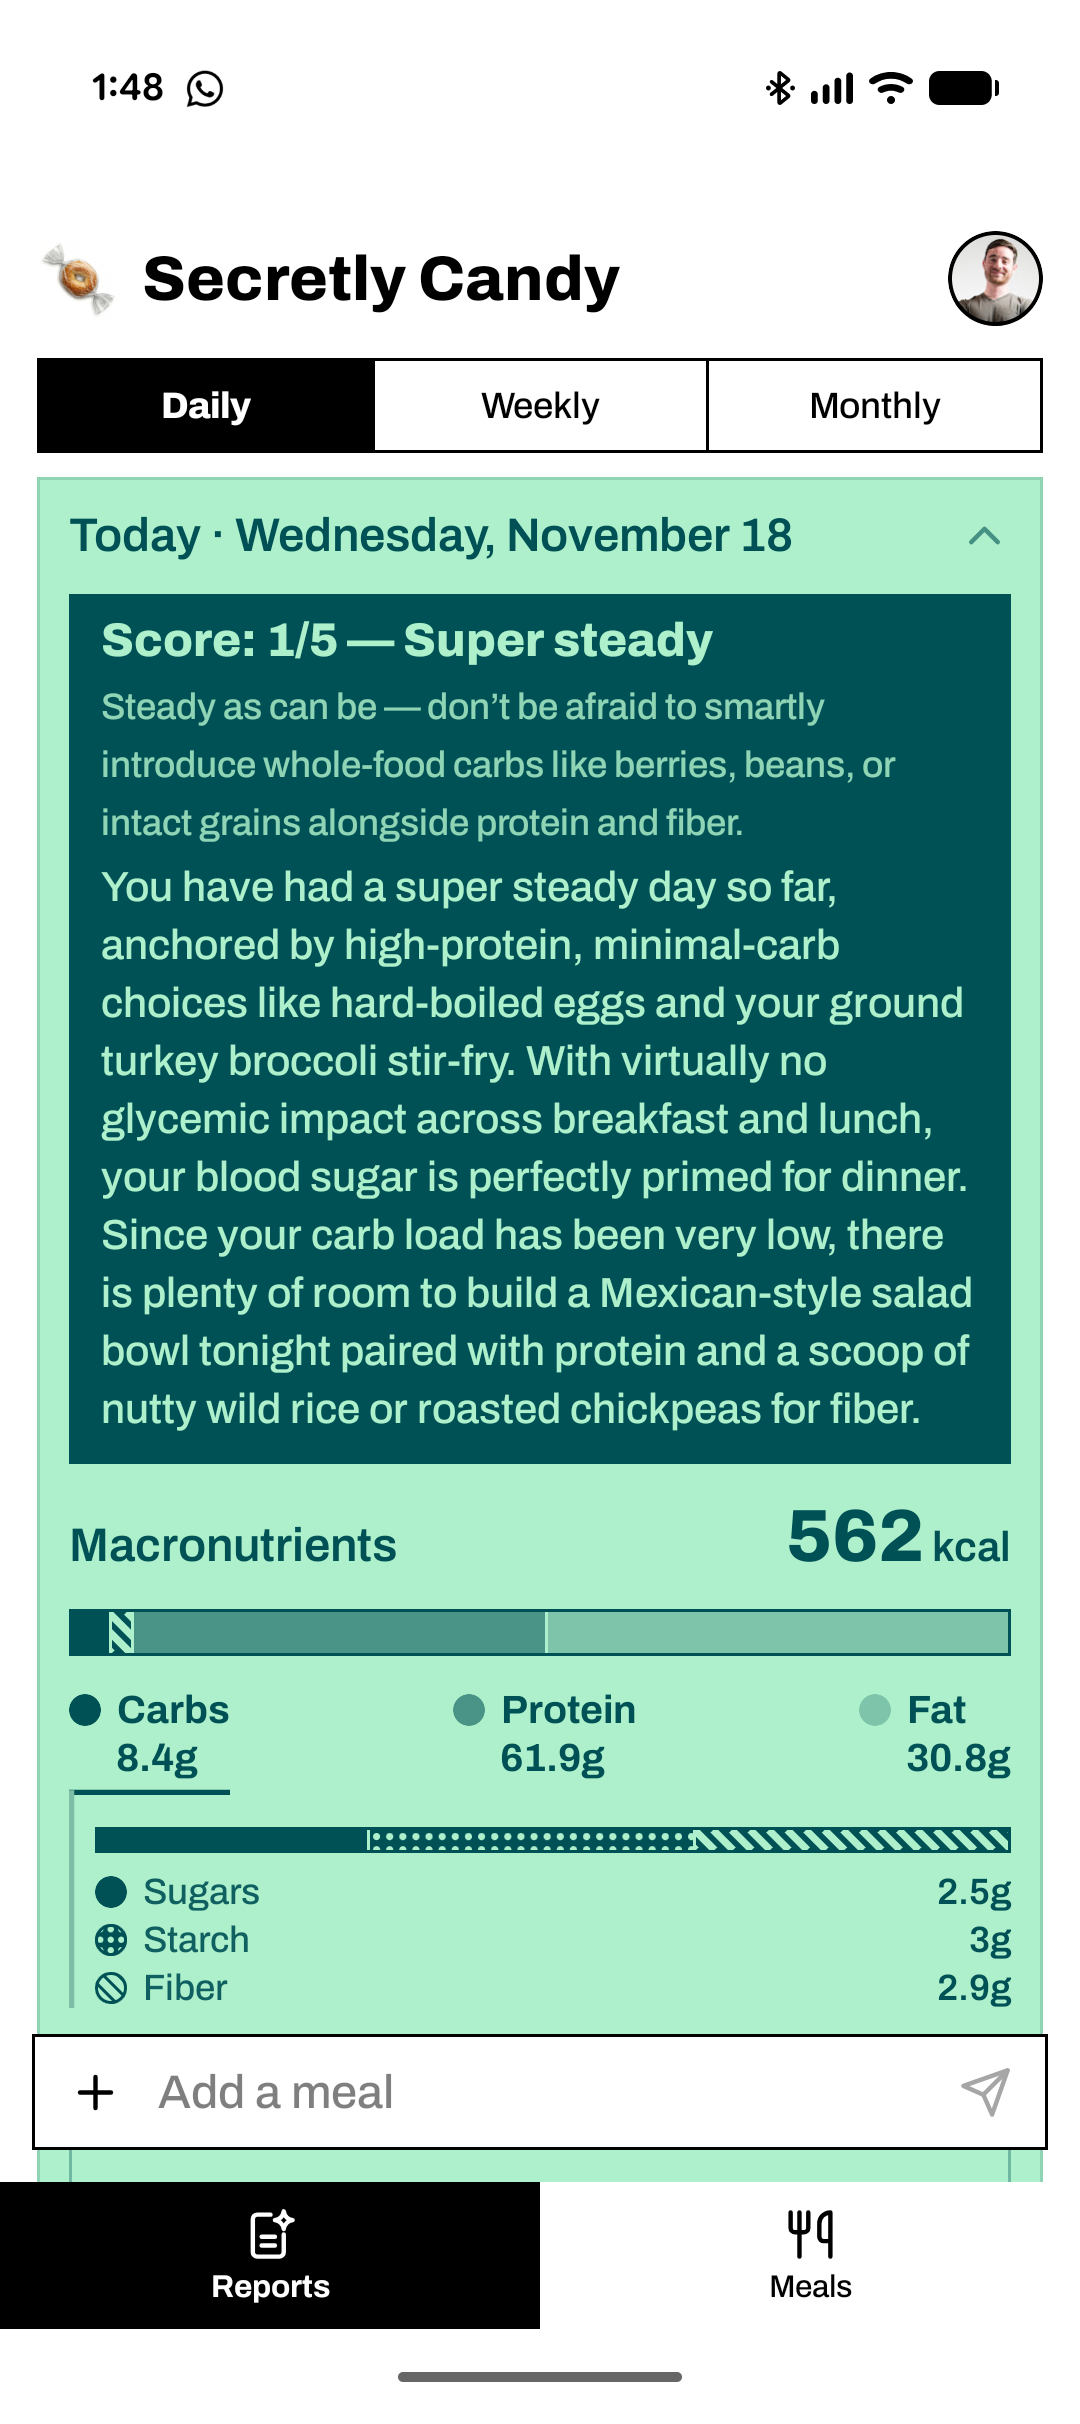 1:48
Secretly Candy
Daily
Weekly
Monthly
Today · Wednesday, November 18
Score: 1/5 — Super steady
Steady as can be — don’t be afraid to smartly
introduce whole-food carbs like berries, beans, or
intact grains alongside protein and fiber.
You have had a super steady day so far,
anchored by high-protein, minimal-carb
choices like hard-boiled eggs and your ground
turkey broccoli stir-fry. With virtually no
glycemic impact across breakfast and lunch,
your blood sugar is perfectly primed for dinner.
Since your carb load has been very low, there
is plenty of room to build a Mexican-style salad
bowl tonight paired with protein and a scoop of
nutty wild rice or roasted chickpeas for fiber.
Macronutrients 562 kcal
Carbs
8.4g
Protein
61.9g
Fat
30.8g
Sugars 2.5g
Starch 3g
Fiber 2.9g
Add a meal
Reports
Meals